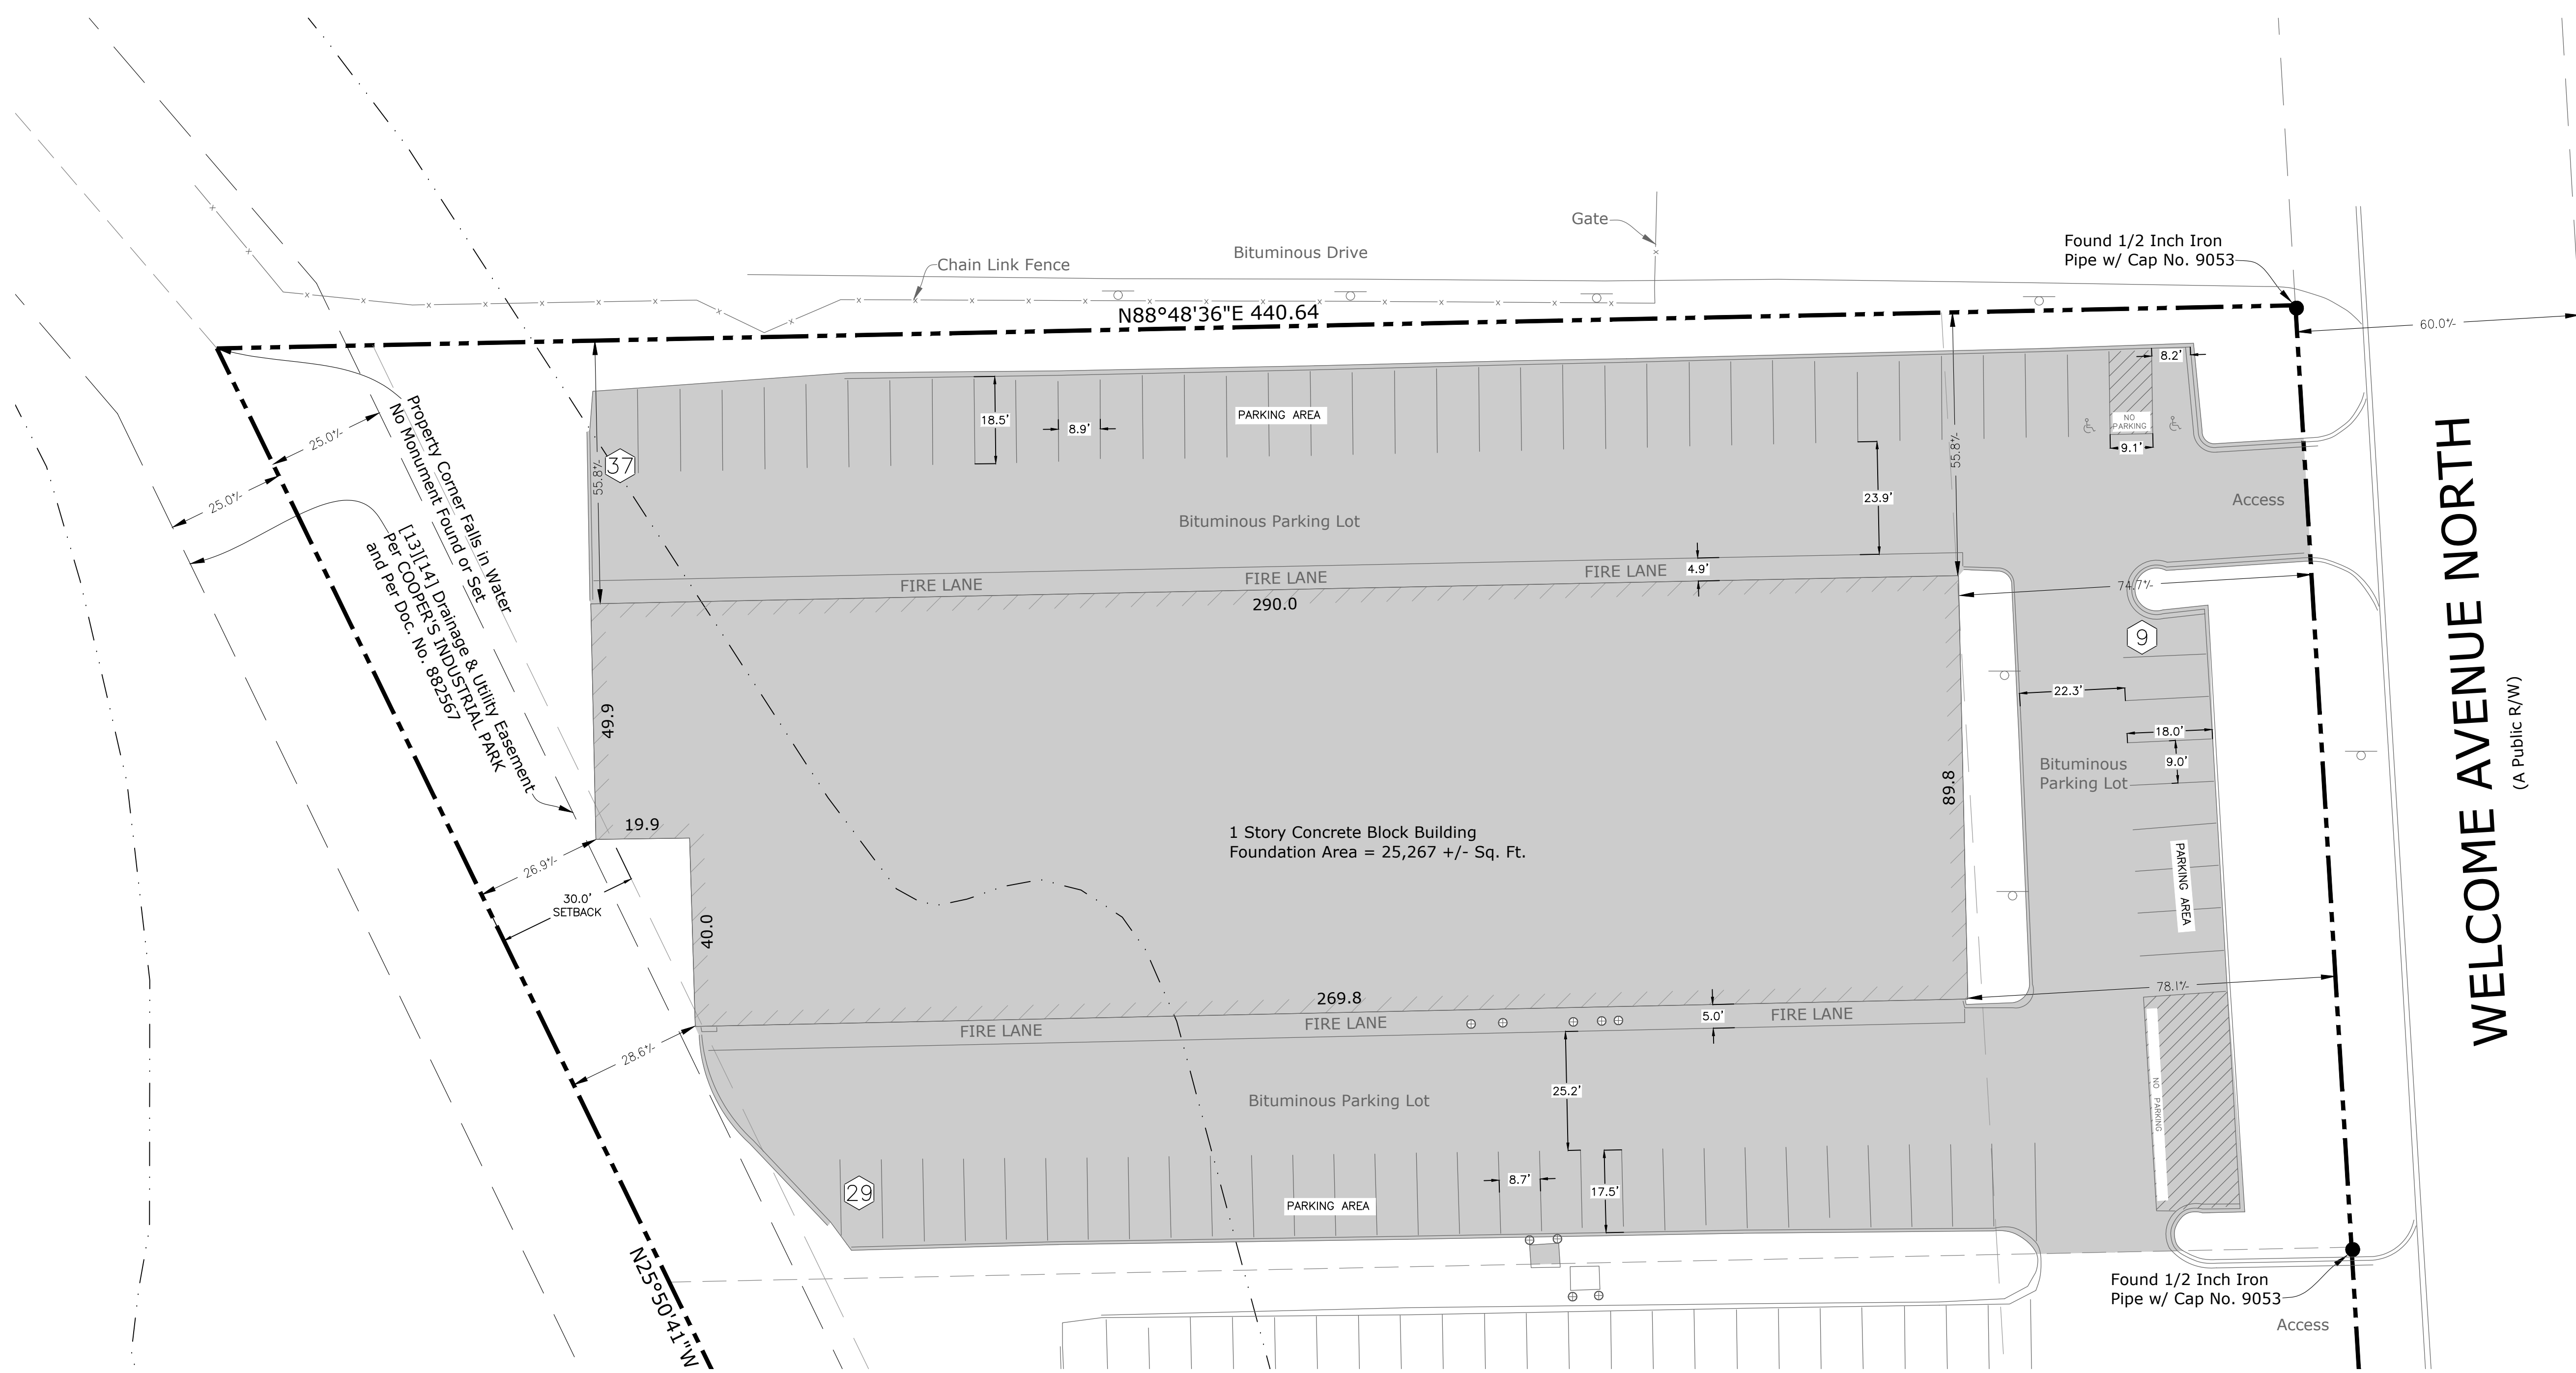 Gate
Bituminous Drive
Chain Link Fence
Found 1/2 Inch Iron
Pipe w/ Cap No. 9053
N88°48'36"E 440.64
60.0+/-
8.2'
18.5'
8.9'
PARKING AREA
NO
PARKING
9.1'
25.0+/-
25.0+/-
Property Corner Falls in Water
No Monument Found or Set
[13][14] Drainage & Utility Easement
Per COOPER'S INDUSTRIAL PARK
and Per Doc. No. 882567
37
55.8+/-
55.8+/-
23.9'
Access
Bituminous Parking Lot
FIRE LANE
FIRE LANE
FIRE LANE
4.9'
290.0
74.7+/-
9
22.3'
18.0'
9.0'
Bituminous
Parking Lot
PARKING AREA
WELCOME AVENUE NORTH
(A Public R/W)
49.9
19.9
89.8
1 Story Concrete Block Building
Foundation Area = 25,267 +/- Sq. Ft.
26.9+/-
30.0'
SETBACK
40.0
269.8
78.1+/-
FIRE LANE
FIRE LANE
FIRE LANE
5.0'
28.6+/-
25.2'
Bituminous Parking Lot
NO PARKING
29
8.7'
17.5'
PARKING AREA
N25°50'41"W
Found 1/2 Inch Iron
Pipe w/ Cap No. 9053
Access